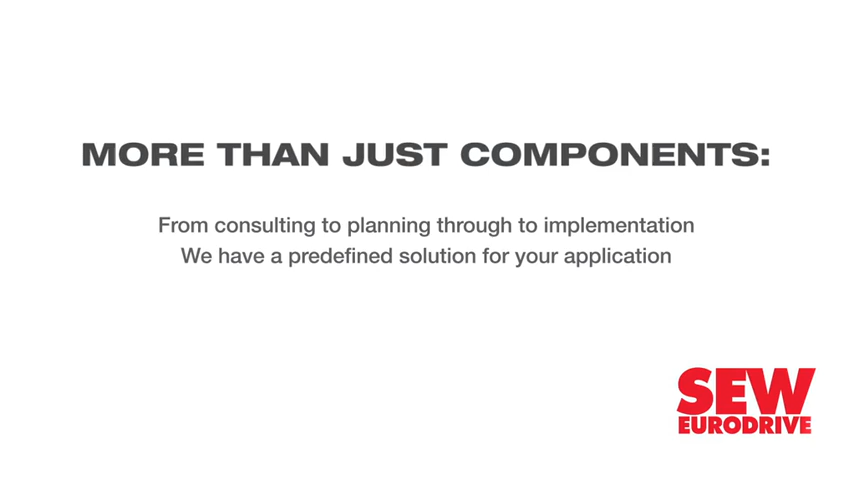 MORE THAN JUST COMPONENTS:
From consulting to planning through to implementation
We have a predefined solution for your application
SEW
EURODRIVE